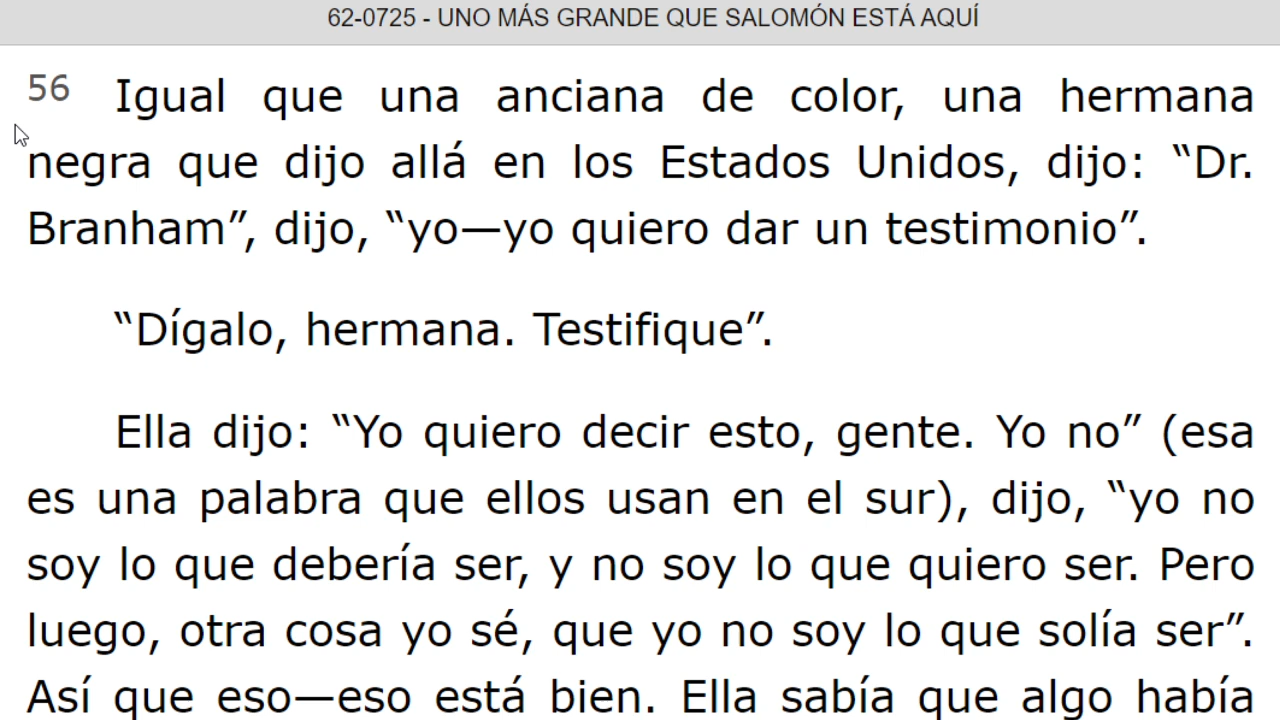 62-0725 - UNO MÁS GRANDE QUE SALOMÓN ESTÁ AQUÍ
56 Igual que una anciana de color, una hermana
negra que dijo allá en los Estados Unidos, dijo: “Dr.
Branham”, dijo, “yo—yo quiero dar un testimonio”.
“Dígalo, hermana. Testifique”.
Ella dijo: “Yo quiero decir esto, gente. Yo no” (esa
es una palabra que ellos usan en el sur), dijo, “yo no
soy lo que debería ser, y no soy lo que quiero ser. Pero
luego, otra cosa yo sé, que yo no soy lo que solía ser”.
Así que eso—eso está bien. Ella sabía que algo había